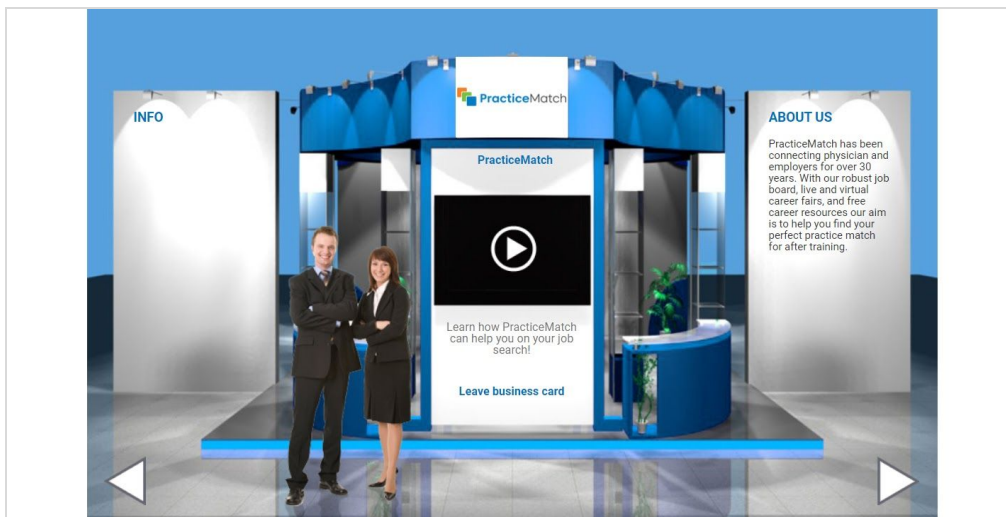 PracticeMatch
INFO
PracticeMatch
Learn how PracticeMatch
can help you on your job
search!
Leave business card
ABOUT US
PracticeMatch has been
connecting physician and
employers for over 30
years. With our robust job
board, live and virtual
career fairs, and free
career resources our aim
is to help you find your
perfect practice match
for after training.